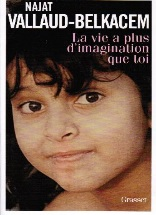 NAJAT
VALLAUD-BELKACEM
La vie a plus
d'imagination
que toi
Grasset